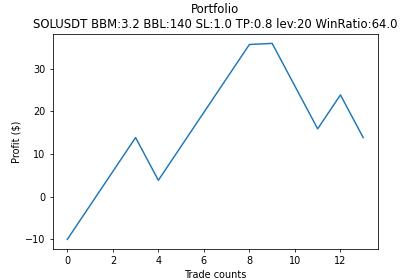 Portfolio
SOLUSDT BBM:3.2 BBL:140 SL:1.0 TP:0.8 lev:20 WinRatio:64.0
Profit ($)
30
20
10
0
−10
0 2 4 6 8 10 12
Trade counts